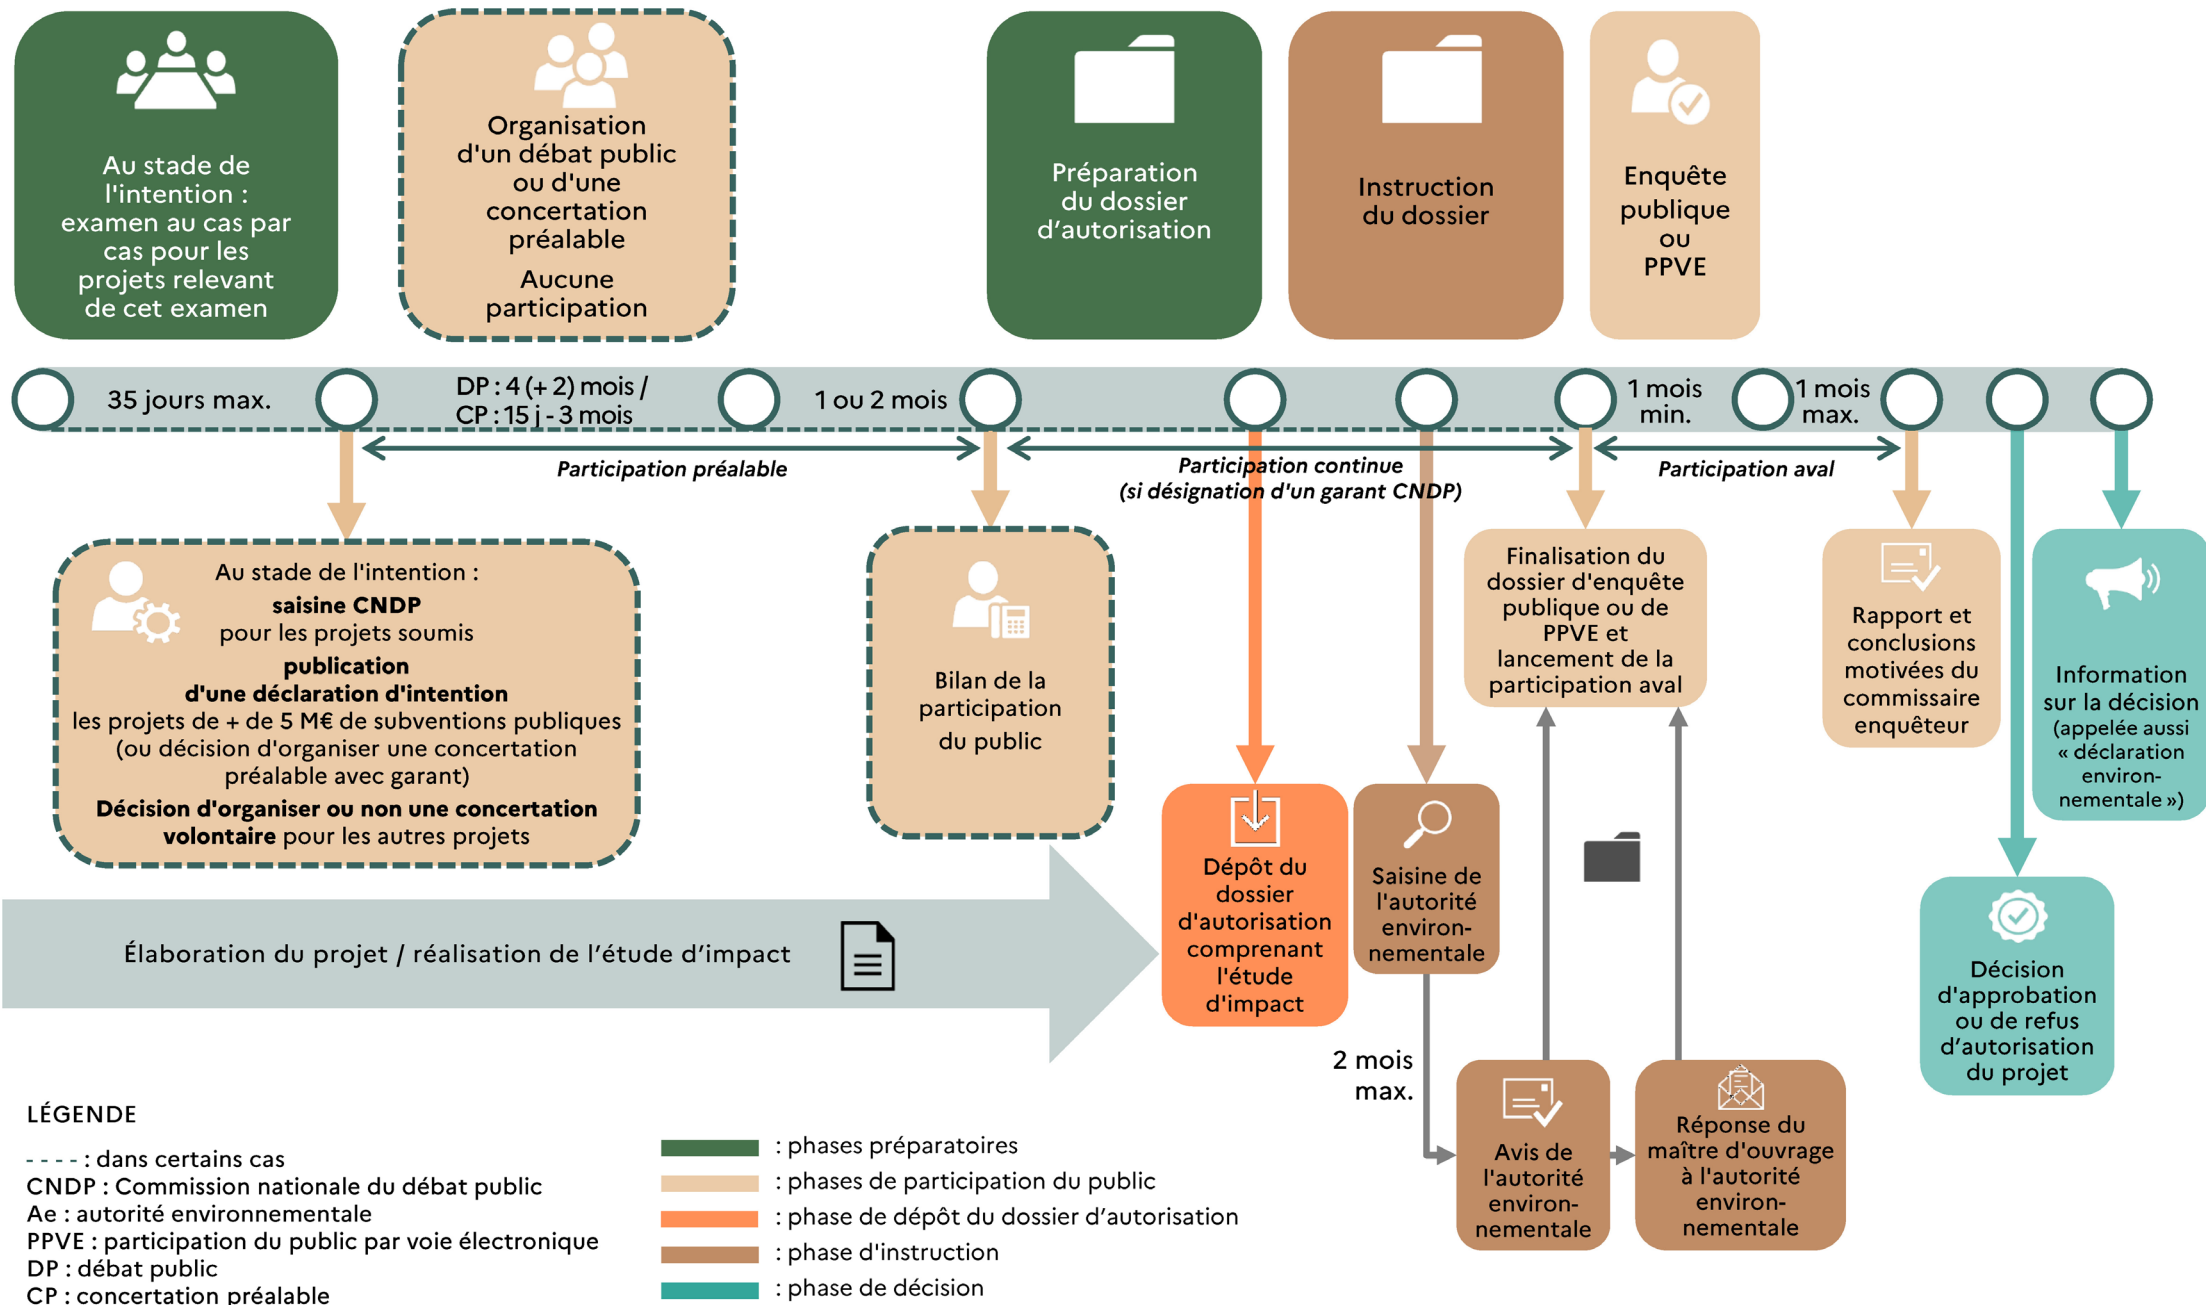 Au stade de
l'intention :
examen au cas par
cas pour les
projets relevant
de cet examen
Organisation
d'un débat public
ou d'une
concertation
préalable
Aucune
participation
Préparation
du dossier
d’autorisation
Instruction
du dossier
Enquête
publique
ou
PPVE
35 jours max.
DP : 4 (+ 2) mois /
CP : 15 j - 3 mois
1 ou 2 mois
1 mois
min.
1 mois
max.
Participation préalable
Participation continue
(si désignation d'un garant CNDP)
Participation aval
Au stade de l'intention :
saisine CNDP
pour les projets soumis
publication
d'une déclaration d'intention
les projets de + de 5 M€ de subventions publiques
(ou décision d'organiser une concertation
préalable avec garant)
Décision d'organiser ou non une concertation
volontaire pour les autres projets
Bilan de la
participation
du public
Finalisation du
dossier d'enquête
publique ou de
PPVE et
lancement de la
participation aval
Rapport et
conclusions
motivées du
commissaire
enquêteur
Information
sur la décision
(appelée aussi
« déclaration
environ-
nementale »)
Dépôt du
dossier
d'autorisation
comprenant
l'étude
d'impact
Saisine de
l'autorité
environ-
nementale
Élaboration du projet / réalisation de l’étude d’impact
Décision
d'approbation
ou de refus
d’autorisation
du projet
2 mois
max.
Avis de
l'autorité
environ-
nementale
Réponse du
maître d'ouvrage
à l'autorité
environ-
nementale
LÉGENDE
- - - - : dans certains cas
CNDP : Commission nationale du débat public
Ae : autorité environnementale
PPVE : participation du public par voie électronique
DP : débat public
CP : concertation préalable
: phases préparatoires
: phases de participation du public
: phase de dépôt du dossier d’autorisation
: phase d'instruction
: phase de décision